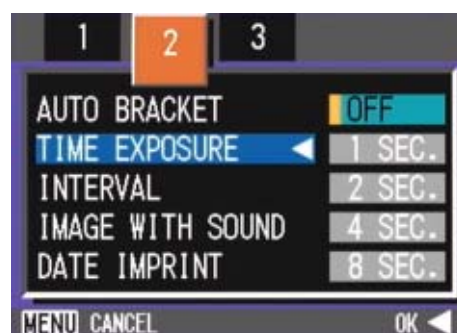 1 2 3
AUTO BRACKET OFF
TIME EXPOSURE 1 SEC.
INTERVAL 2 SEC.
IMAGE WITH SOUND 4 SEC.
DATE IMPRINT 8 SEC.
MENU CANCEL OK